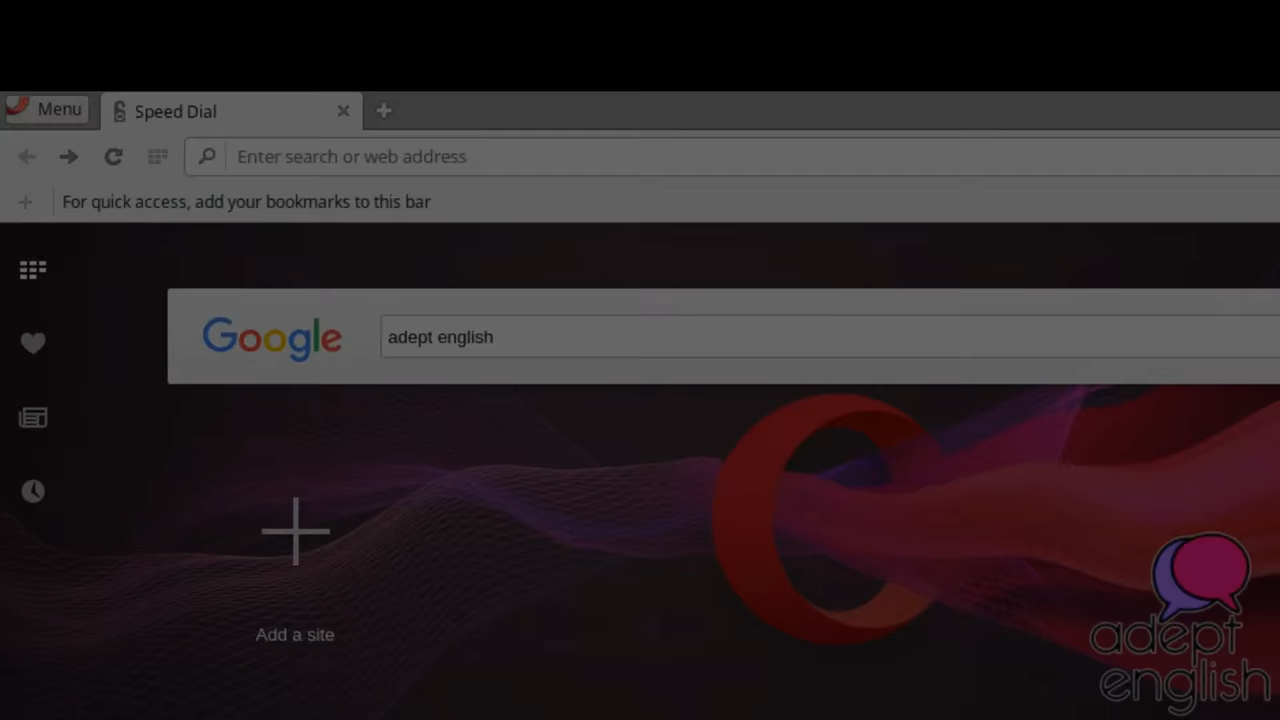 Menu
Speed Dial
Enter search or web address
For quick access, add your bookmarks to this bar
Google
adept english
Add a site
adept
english